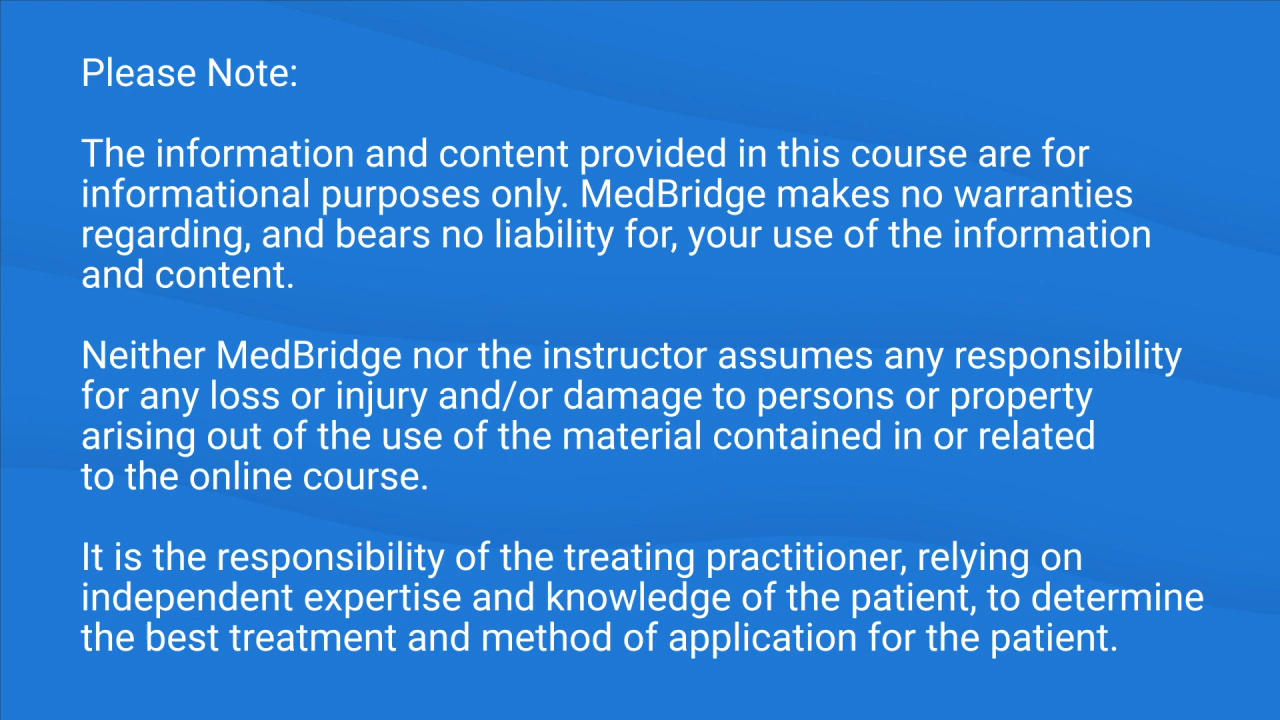 Please Note:
The information and content provided in this course are for
informational purposes only. MedBridge makes no warranties
regarding, and bears no liability for, your use of the information
and content.
Neither MedBridge nor the instructor assumes any responsibility
for any loss or injury and/or damage to persons or property
arising out of the use of the material contained in or related
to the online course.
It is the responsibility of the treating practitioner, relying on
independent expertise and knowledge of the patient, to determine
the best treatment and method of application for the patient.